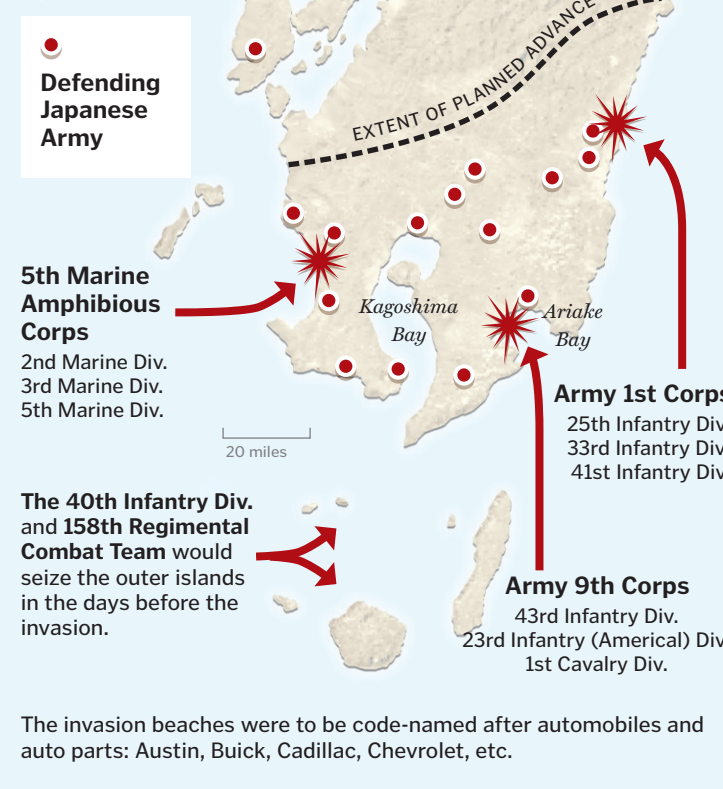 Defending
Japanese
Army
EXTENT OF PLANNED ADVANCE
5th Marine
Amphibious
Corps
2nd Marine Div.
3rd Marine Div.
5th Marine Div.
Kagoshima
Bay
Ariake
Bay
20 miles
Army 1st Corps
25th Infantry Div
33rd Infantry Div
41st Infantry Div
The 40th Infantry Div.
and 158th Regimental
Combat Team would
seize the outer islands
in the days before the
invasion.
Army 9th Corps
43rd Infantry Div.
23rd Infantry (Americal) Div
1st Cavalry Div.
The invasion beaches were to be code-named after automobiles and
auto parts: Austin, Buick, Cadillac, Chevrolet, etc.